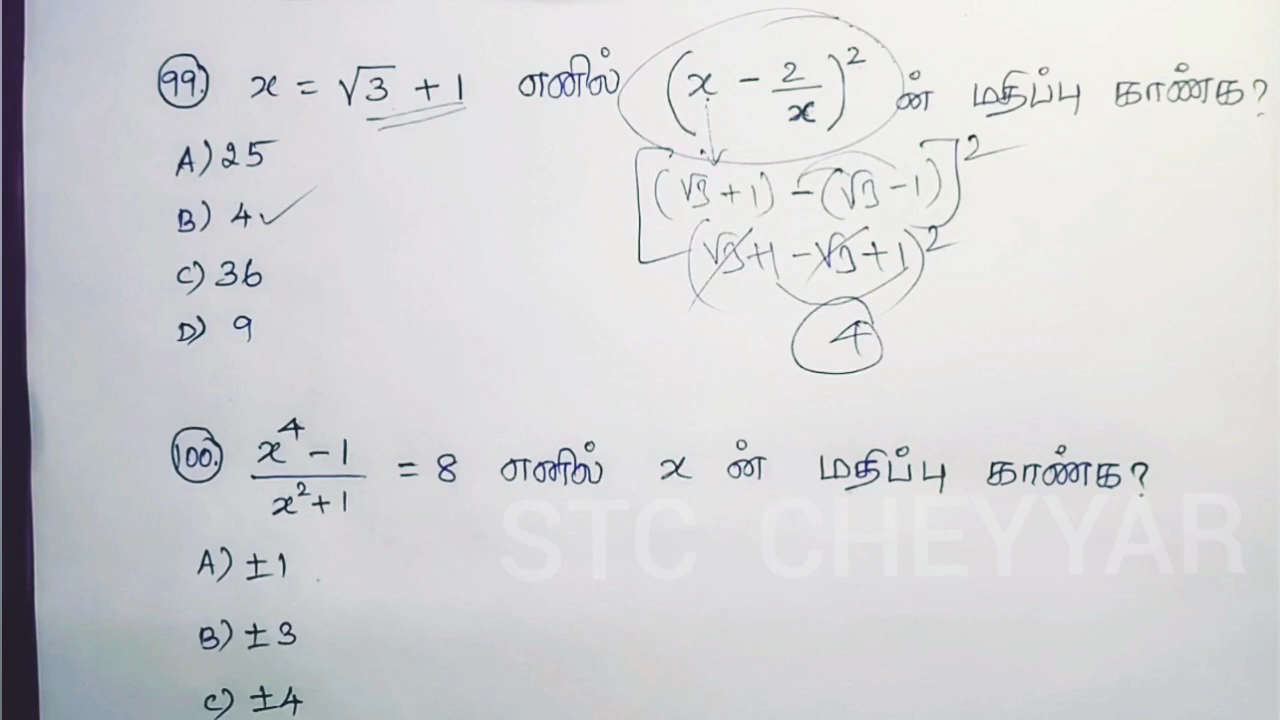 99. x = √3 + 1 எனில் (x - 2/x)² ன் மதிப்பு காண்க?
[(√3 + 1) - (√3 - 1)]²
A) 25
(√3 + 1 - √3 + 1)²
B) 4 ✓
4
C) 36
D) 9
100. x⁴ - 1 / x² + 1 = 8 எனில் x ன் மதிப்பு காண்க?
STC CHEYYAR
A) ±1
B) ±3
C) ±4